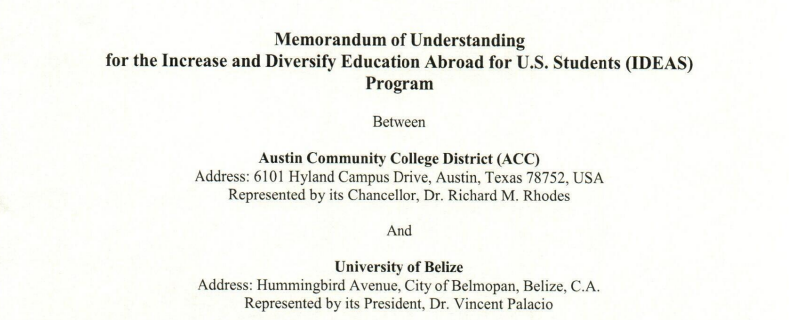 Memorandum of Understanding
for the Increase and Diversify Education Abroad for U.S. Students (IDEAS)
Program
Between
Austin Community College District (ACC)
Address: 6101 Hyland Campus Drive, Austin, Texas 78752, USA
Represented by its Chancellor, Dr. Richard M. Rhodes
And
University of Belize
Address: Hummingbird Avenue, City of Belmopan, Belize, C.A.
Represented by its President, Dr. Vincent Palacio